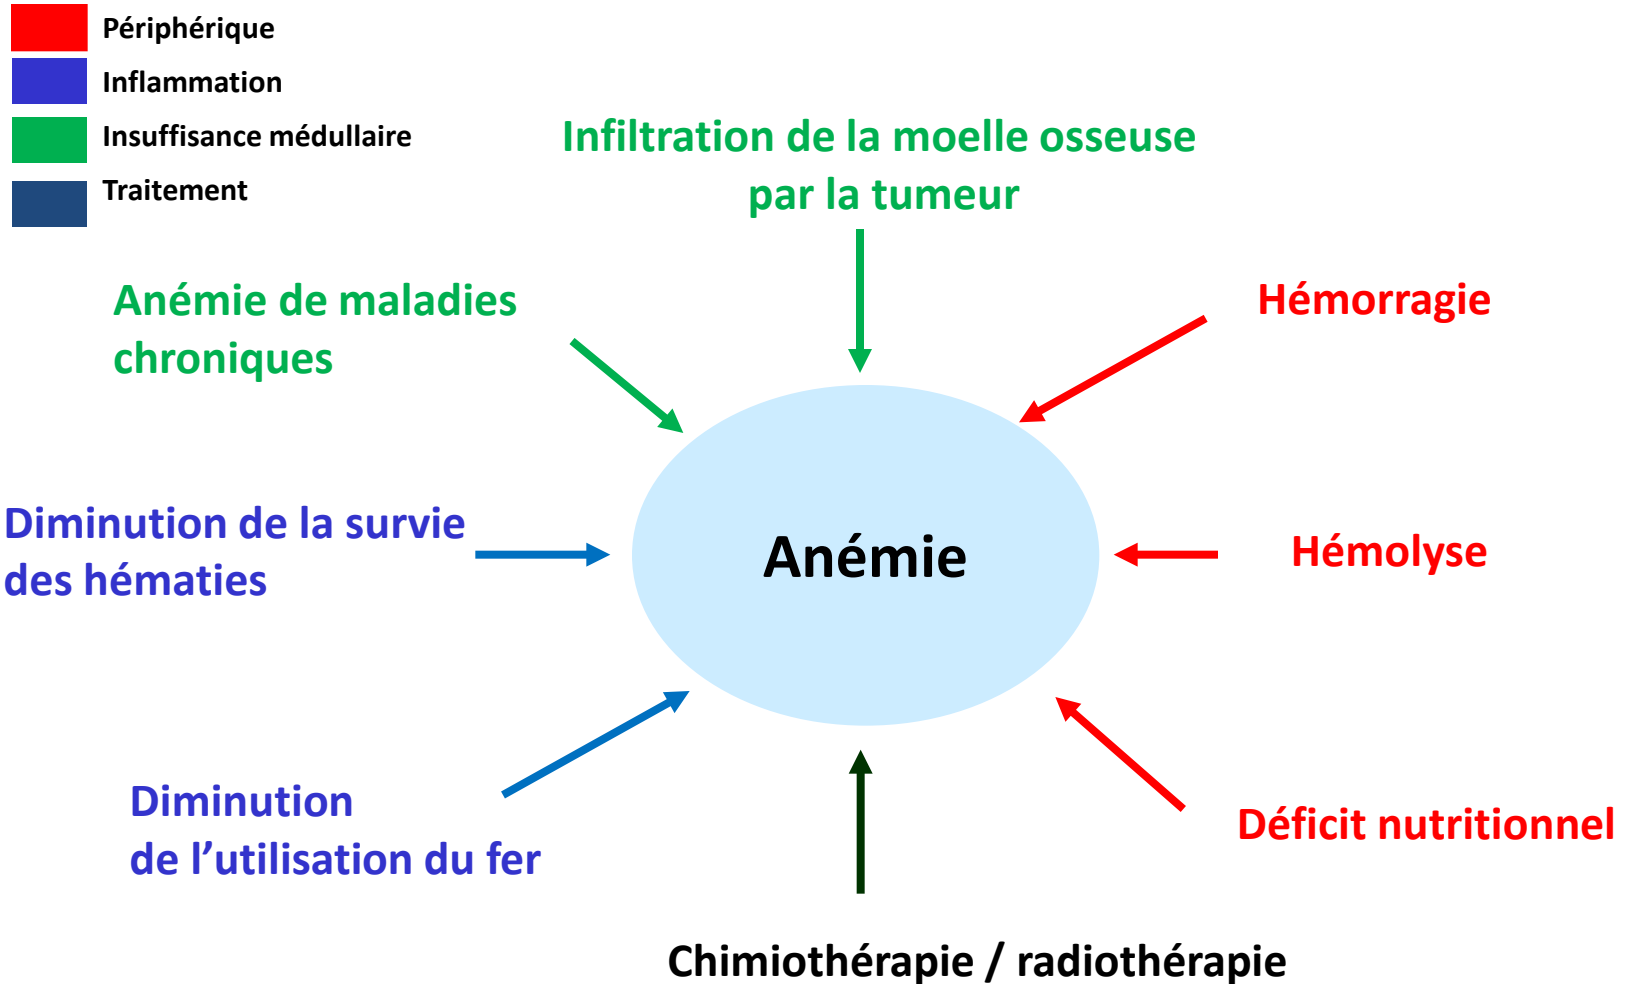 Périphérique
Inflammation
Insuffisance médullaire
Traitement
Infiltration de la moelle osseuse
par la tumeur
Anémie de maladies
chroniques
Hémorragie
Diminution de la survie
des hématies
Anémie
Hémolyse
Diminution
de l’utilisation du fer
Déficit nutritionnel
Chimiothérapie / radiothérapie